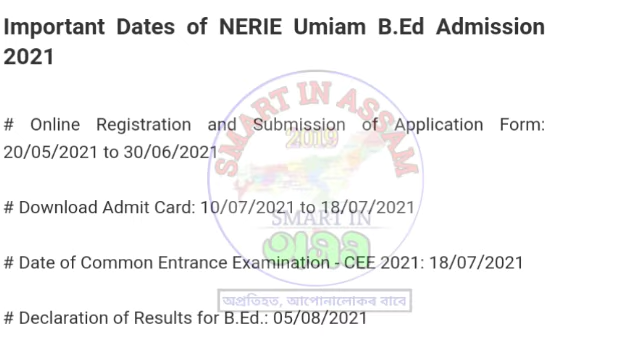 Important Dates of NERIE Umiam B.Ed Admission
2021
# Online Registration and Submission of Application Form:
20/05/2021 to 30/06/2021
# Download Admit Card: 10/07/2021 to 18/07/2021
# Date of Common Entrance Examination - CEE 2021: 18/07/2021
# Declaration of Results for B.Ed.: 05/08/2021
SMART IN ASSAM
2019
SMART IN
অসম
অপ্ৰতিহত, আপোনালোকৰ বাবে